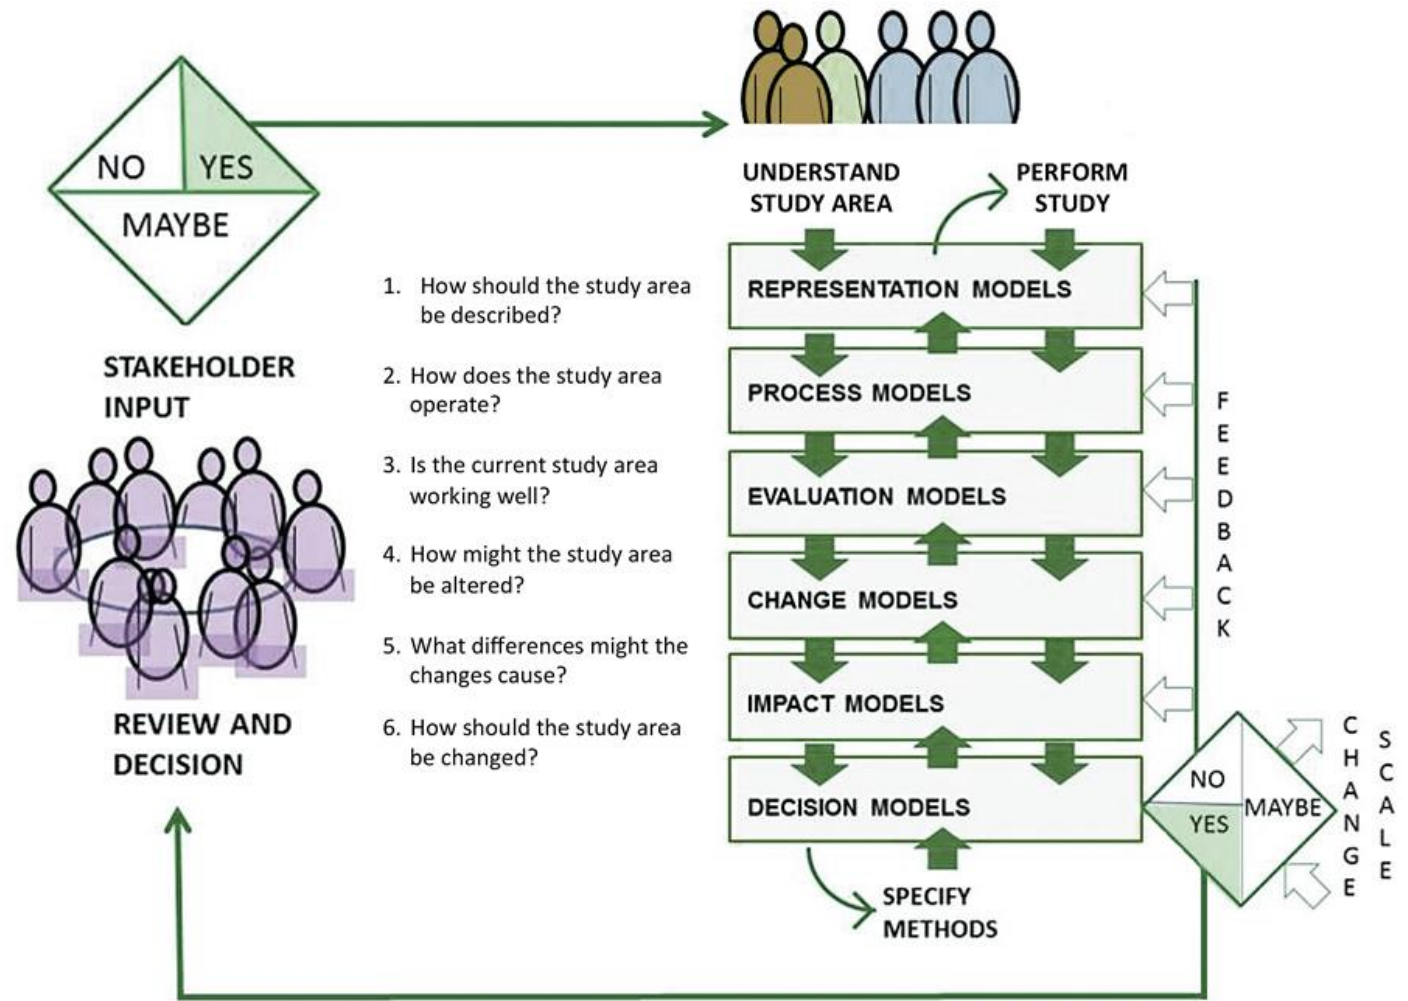 NO
YES
MAYBE
STAKEHOLDER
INPUT
REVIEW AND
DECISION
1. How should the study area
be described?
2. How does the study area
operate?
3. Is the current study area
working well?
4. How might the study area
be altered?
5. What differences might the
changes cause?
6. How should the study area
be changed?
UNDERSTAND
STUDY AREA
PERFORM
STUDY
REPRESENTATION MODELS
PROCESS MODELS
EVALUATION MODELS
CHANGE MODELS
IMPACT MODELS
DECISION MODELS
SPECIFY
METHODS
FEEDBACK
NO
MAYBE
YES
CHANGE
SCALE